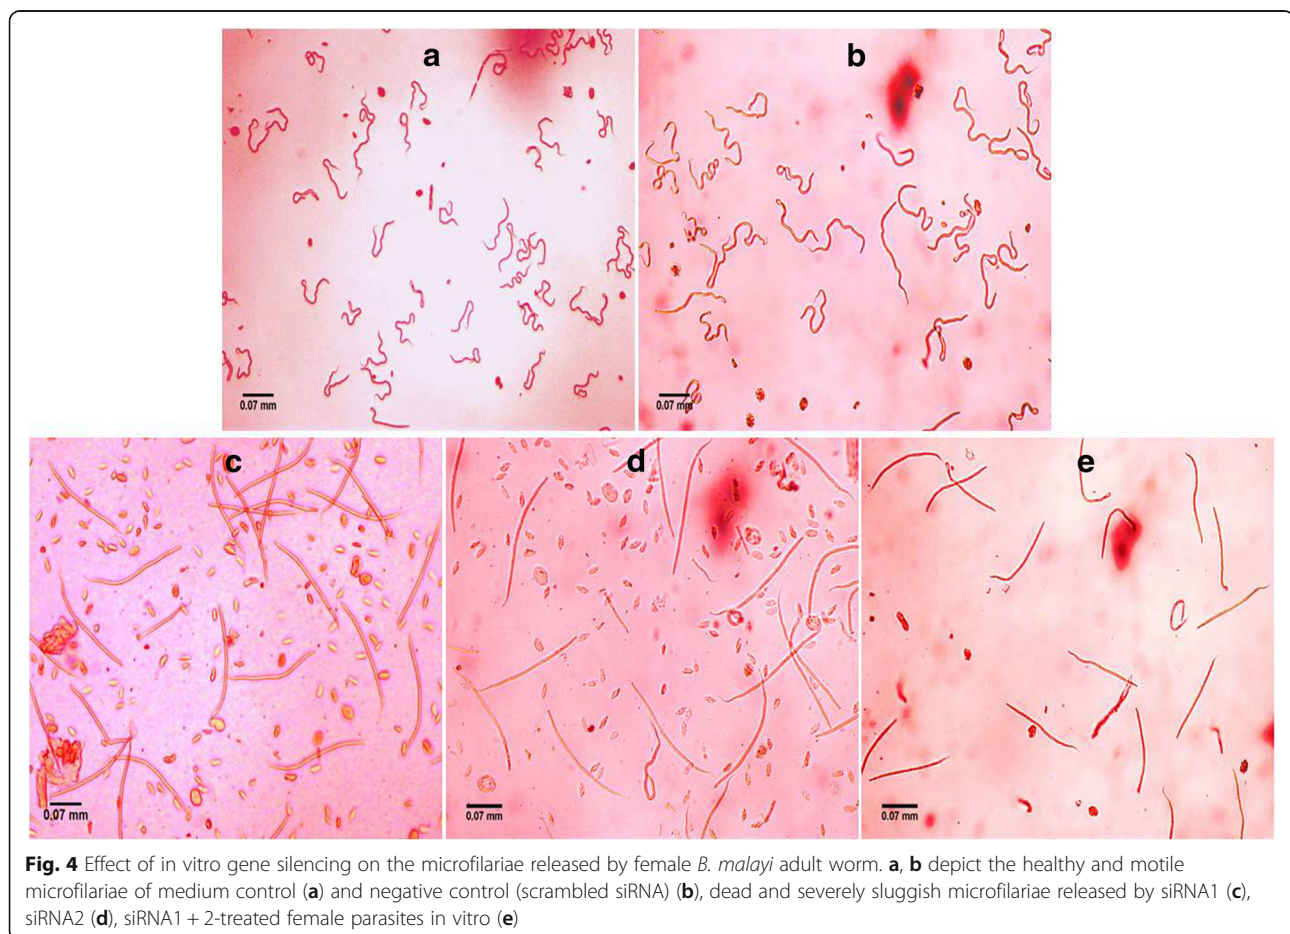 a
b
0.07 mm
0.07 mm
c
d
e
0.07 mm
0.07 mm
0.07 mm
Fig. 4 Effect of in vitro gene silencing on the microfilariae released by female B. malayi adult worm. a, b depict the healthy and motile
microfilariae of medium control (a) and negative control (scrambled siRNA) (b), dead and severely sluggish microfilariae released by siRNA1 (c),
siRNA2 (d), siRNA1 + 2-treated female parasites in vitro (e)